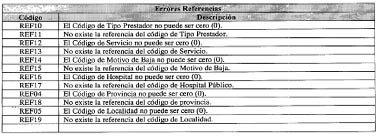 Errores Referencias
Código Descripción
REF10 El Código de Tipo Prestador no puede ser cero (0).
REF11 No existe la referencia del código de Tipo Prestador.
REF12 El Código de Servicio no puede ser cero (0).
REF13 No existe la referencia del código de Servicio.
REF14 El Código de Motivo de Baja no puede ser cero (0).
REF15 No existe la referencia del código de Motivo de Baja.
REF16 El Código de Hospital no puede ser cero (0).
REF17 No existe la referencia del código de Hospital Público.
REF04 El Código de Provincia no puede ser cero (0).
REF18 No existe la referencia del código de provincia.
REF05 El Código de Localidad no puede ser cero (0).
REF19 No existe la referencia del código de Localidad.